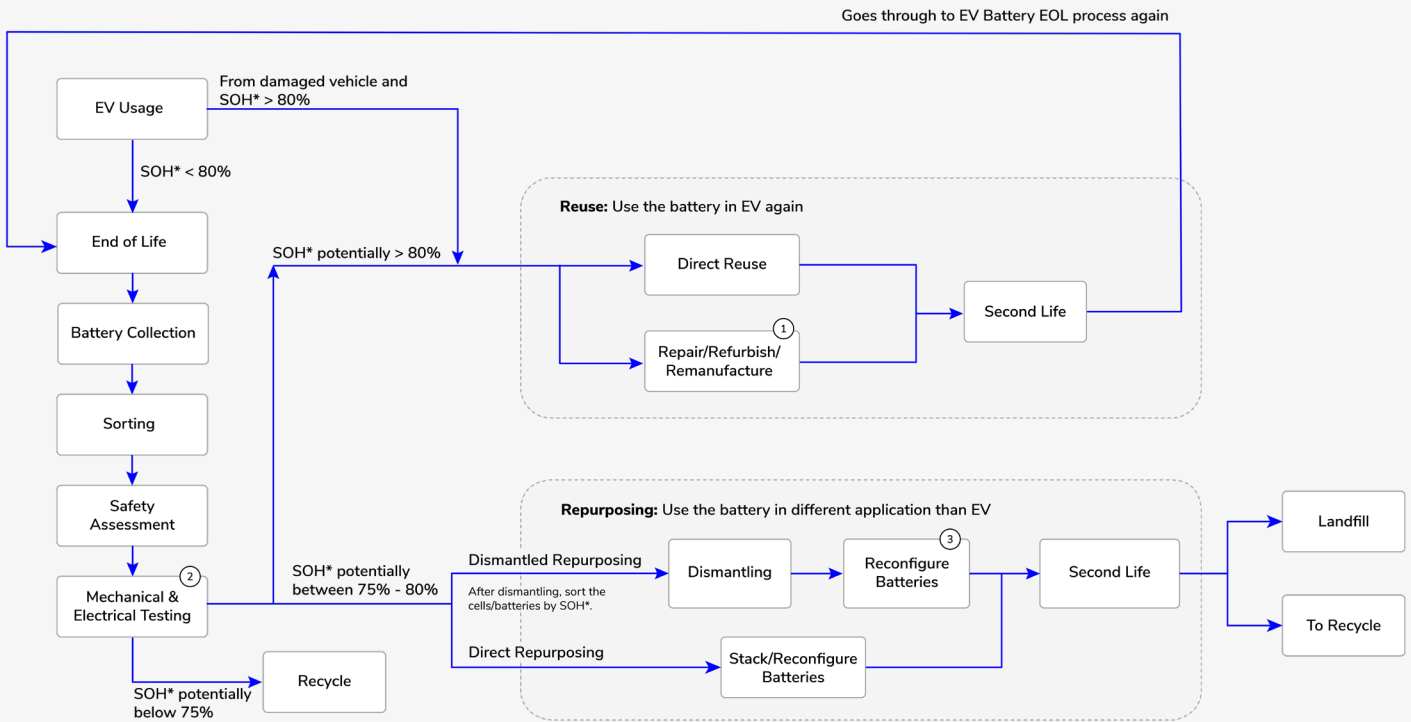 Goes through to EV Battery EOL process again
From damaged vehicle and
SOH* > 80%
EV Usage
SOH* < 80%
End of Life
Battery Collection
Sorting
Safety
Assessment
2
Mechanical &
Electrical Testing
SOH* potentially
below 75%
Recycle
SOH* potentially > 80%
Reuse: Use the battery in EV again
Direct Reuse
1
Repair/Refurbish/
Remanufacture
Second Life
SOH* potentially
between 75% - 80%
Repurposing: Use the battery in different application than EV
Dismantled Repurposing
After dismantling, sort the
cells/batteries by SOH*.
Dismantling
3
Reconfigure
Batteries
Direct Repurposing
Stack/Reconfigure
Batteries
Second Life
Landfill
To Recycle